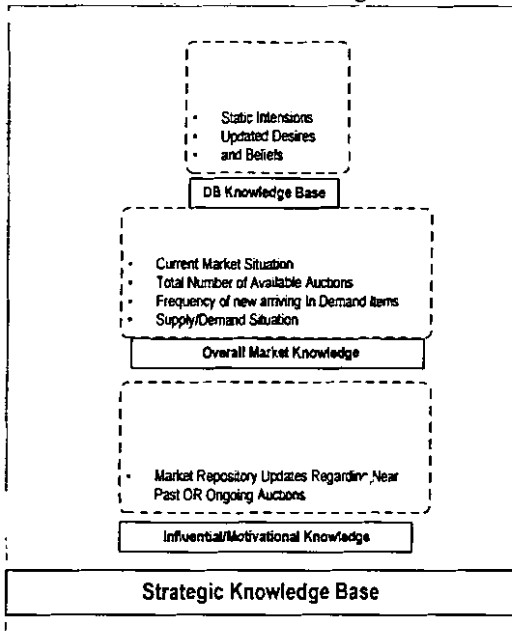 • Static Intensions
• Updated Desires
• and Beliefs
DB Knowledge Base
• Current Market Situation
• Total Number of Available Auctions
• Frequency of new arriving In Demand Items
• Supply/Demand Situation
Overall Market Knowledge
• Market Repository Updates Regarding Near
Past OR Ongoing Auctions
Influential/Motivational Knowledge
Strategic Knowledge Base